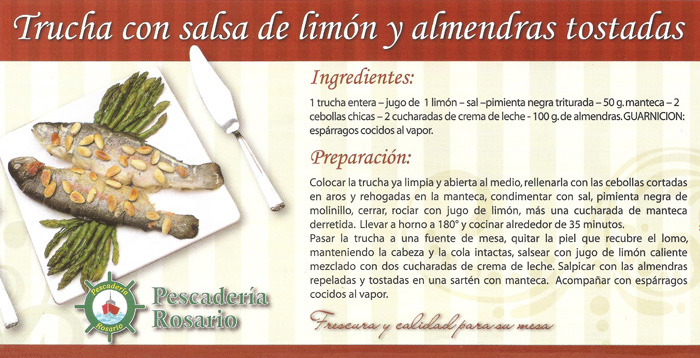 Trucha con salsa de limón y almendras tostadas
Ingredientes:
1 trucha entera – jugo de 1 limón – sal –pimienta negra triturada – 50 g. manteca – 2
cebollas chicas – 2 cucharadas de crema de leche - 100 g. de almendras. GUARNICION:
espárragos cocidos al vapor.
Preparación:
Colocar la trucha ya limpia y abierta al medio, rellenarla con las cebollas cortadas
en aros y rehogadas en la manteca, condimentar con sal, pimienta negra de
molinillo, cerrar, rociar con jugo de limón, más una cucharada de manteca
derretida. Llevar a horno a 180° y cocinar alrededor de 35 minutos.
Pasar la trucha a una fuente de mesa, quitar la piel que recubre el lomo,
manteniendo la cabeza y la cola intactas, salsear con jugo de limón caliente
mezclado con dos cucharadas de crema de leche. Salpicar con las almendras
repeladas y tostadas en una sartén con manteca. Acompañar con espárragos
cocidos al vapor.
Frescura y calidad para su mesa
Pescadería
Rosario
Pescadería
Rosario